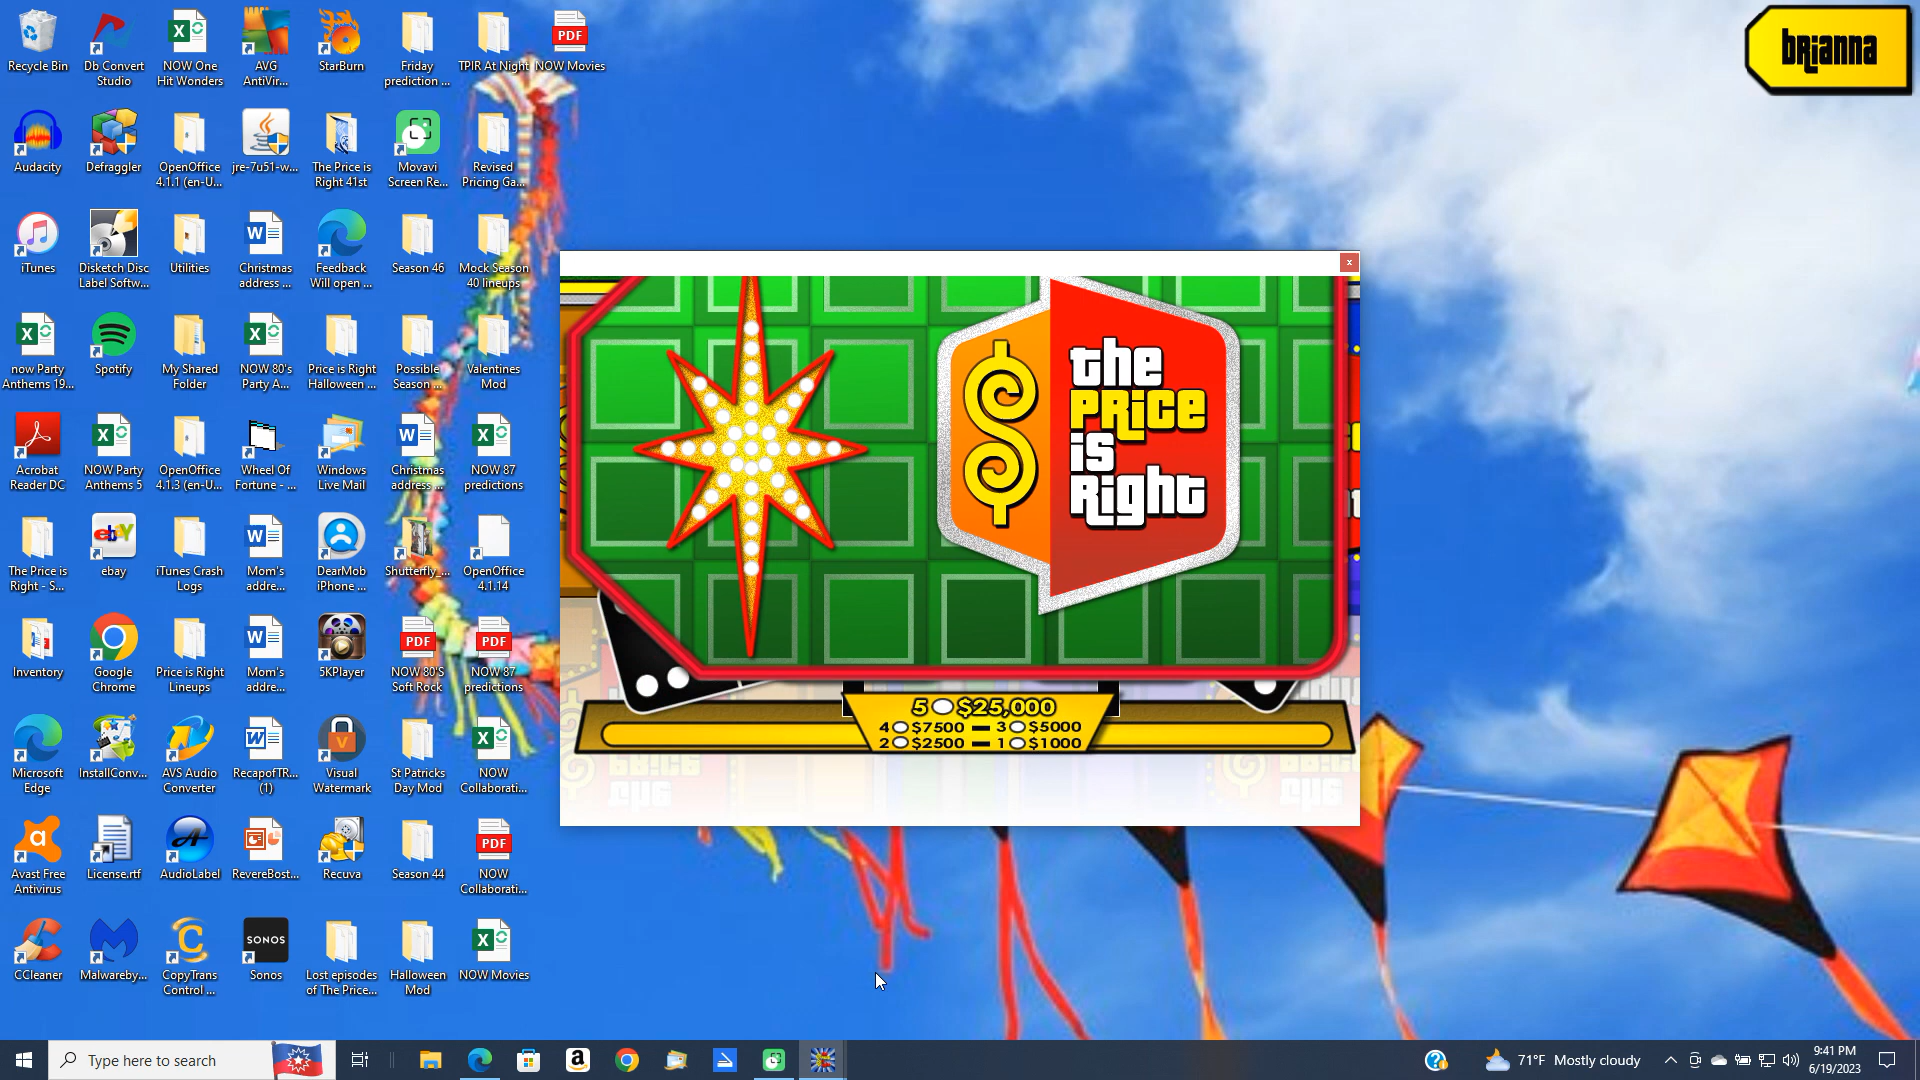 Recycle Bin
Db Convert
Studio
NOW One
Hit Wonders
AVG
AntiVir...
StarBurn
Friday
prediction ...
TPIR At Night
PDF
NOW Movies
Audacity
Defraggler
OpenOffice
4.1.1 (en-U...
jre-7u51-w...
The Price is
Right 41st
Movavi
Screen Re...
Revised
Pricing Ga...
iTunes
Disketch Disc
Label Softw...
Utilities
Christmas
address ...
Feedback
Will open ...
Season 46
Mock Season
40 lineups
now Party
Anthems 19...
Spotify
My Shared
Folder
NOW 80's
Party A...
Price is Right
Halloween ...
Possible
Season ...
Valentines
Mod
Acrobat
Reader DC
NOW Party
Anthems 5
OpenOffice
4.1.3 (en-U...
Wheel Of
Fortune - ...
Windows
Live Mail
Christmas
address ...
NOW 87
predictions
The Price is
Right - S...
ebay
ebay
iTunes Crash
Logs
Mom's
addre...
DearMob
iPhone ...
Shutterfly_...
OpenOffice
4.1.14
Inventory
Google
Chrome
Price is Right
Lineups
Mom's
addre...
5KPlayer
PDF
NOW 80'S
Soft Rock
PDF
NOW 87
predictions
Microsoft
Edge
InstallConv...
AVS Audio
Converter
RecapofTR...
(1)
Visual
Watermark
St Patricks
Day Mod
NOW
Collaborati...
Avast Free
Antivirus
License.rtf
AudioLabel
RevereBost...
Recuva
Season 44
PDF
NOW
Collaborati...
CCleaner
Malwareby...
CopyTrans
Control ...
SONOS
Sonos
Lost episodes
of The Price...
Halloween
Mod
NOW Movies
brianna
the
PRice
is
Right
5 $25,000
4 $7500 – 3 $5000
2 $2500 – 1 $1000
Type here to search
71°F Mostly cloudy
9:41 PM
6/19/2023